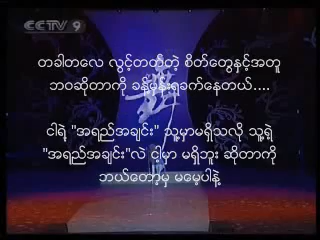 CCTV 9
တခါတလေ လွင့်တတ်တဲ့ စိတ်တွေနှင့်အတူ
ဘဝဆိုတာကို ခန့်မှန်းရခက်နေတယ်....
ငါရဲ့ "အရည်အချင်း" သူ့မှာမရှိသလို သူ့ရဲ့
"အရည်အချင်း"လဲ ငါ့မှာ မရှိဘူး ဆိုတာကို
ဘယ်တော့မှ မမေ့ပါနဲ့